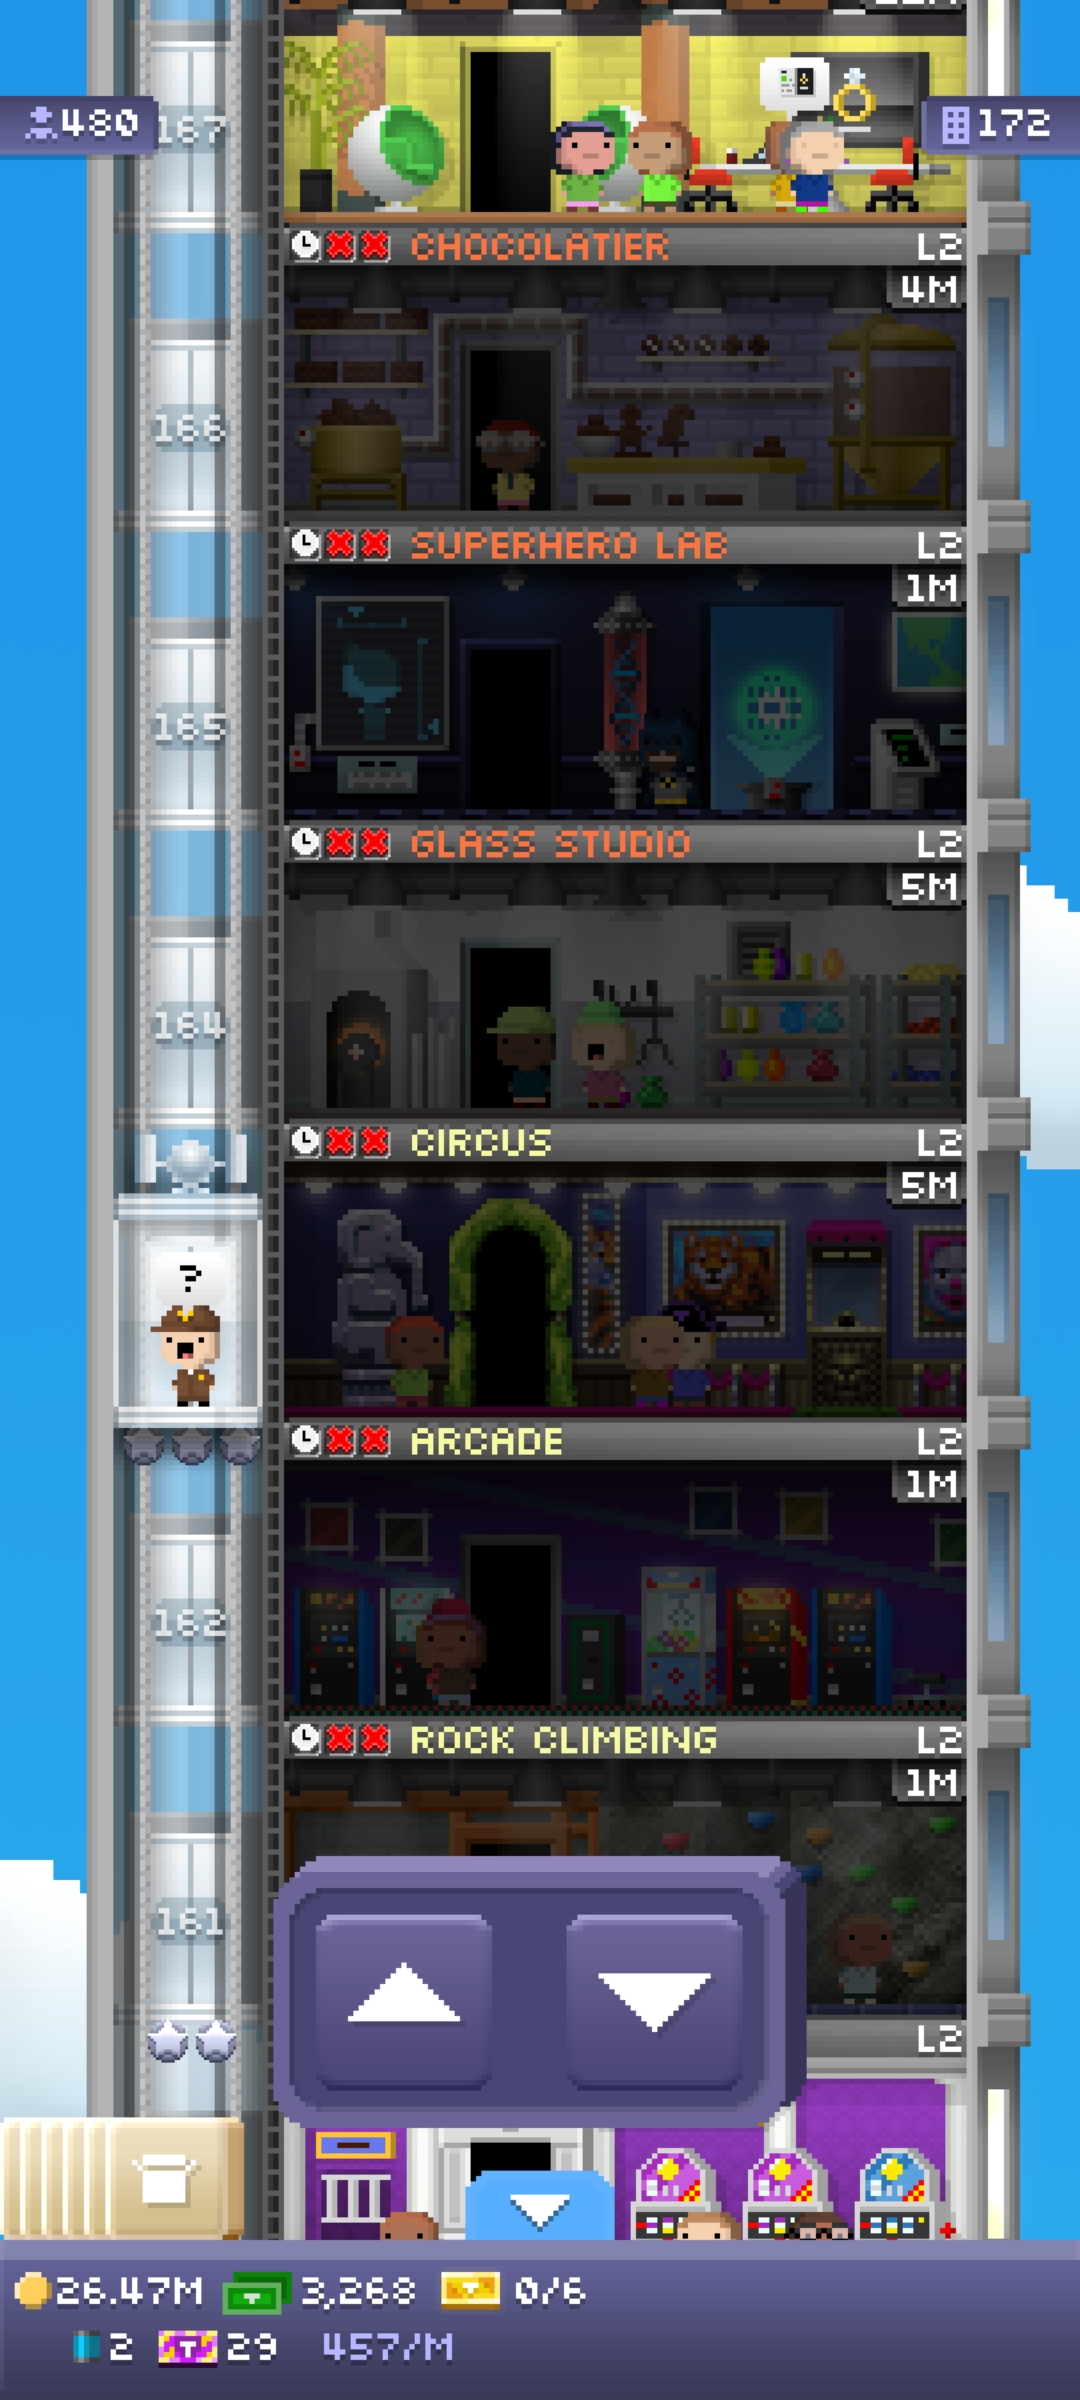 480
167
172
CHOCOLATIER L2
4M
166
SUPERHERO LAB L2
1M
165
GLASS STUDIO L2
5M
164
CIRCUS L2
5M
?
ARCADE L2
1M
162
ROCK CLIMBING L2
1M
161
L2
26.47M 3,268 0/6
2 T 29 457/M